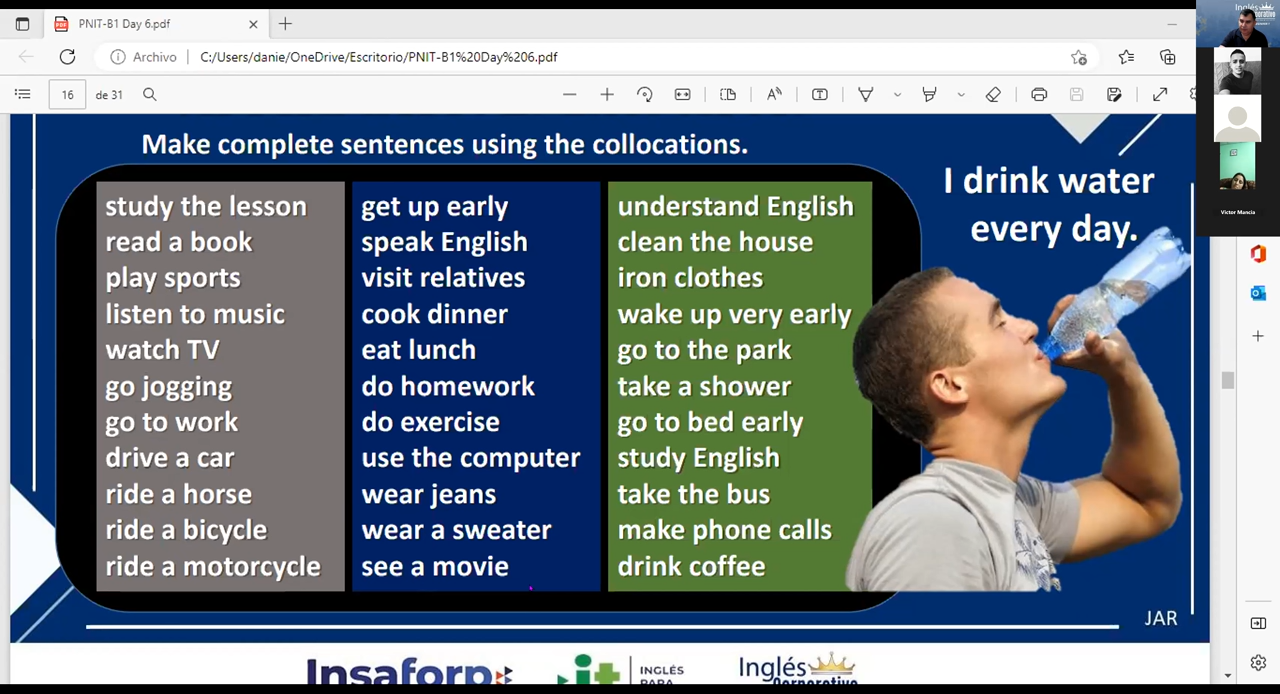 PNIT-B1 Day 6.pdf
Archivo
C:/Users/danie/OneDrive/Escritorio/PNIT-B1%20Day%206.pdf
16 de 31
Make complete sentences using the collocations.
study the lesson
read a book
play sports
listen to music
watch TV
go jogging
go to work
drive a car
ride a horse
ride a bicycle
ride a motorcycle
get up early
speak English
visit relatives
cook dinner
eat lunch
do homework
do exercise
use the computer
wear jeans
wear a sweater
see a movie
understand English
clean the house
iron clothes
wake up very early
go to the park
take a shower
go to bed early
study English
take the bus
make phone calls
drink coffee
I drink water
every day.
JAR
Insaforp
it+
INGLÉS
PARA
Inglés
Corporativo
Victor Mancia